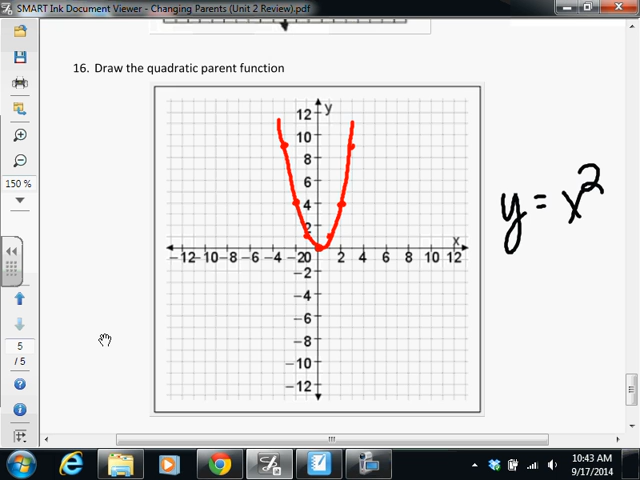 SMART Ink Document Viewer - Changing Parents (Unit 2 Review).pdf
16. Draw the quadratic parent function
y
12
10
8
6
4
2
x
-12 -10 -8 -6 -4 -2 0 2 4 6 8 10 12
-2
-4
-6
-8
-10
-12
y = x²
150 %
5
/ 5
10:43 AM
9/17/2014